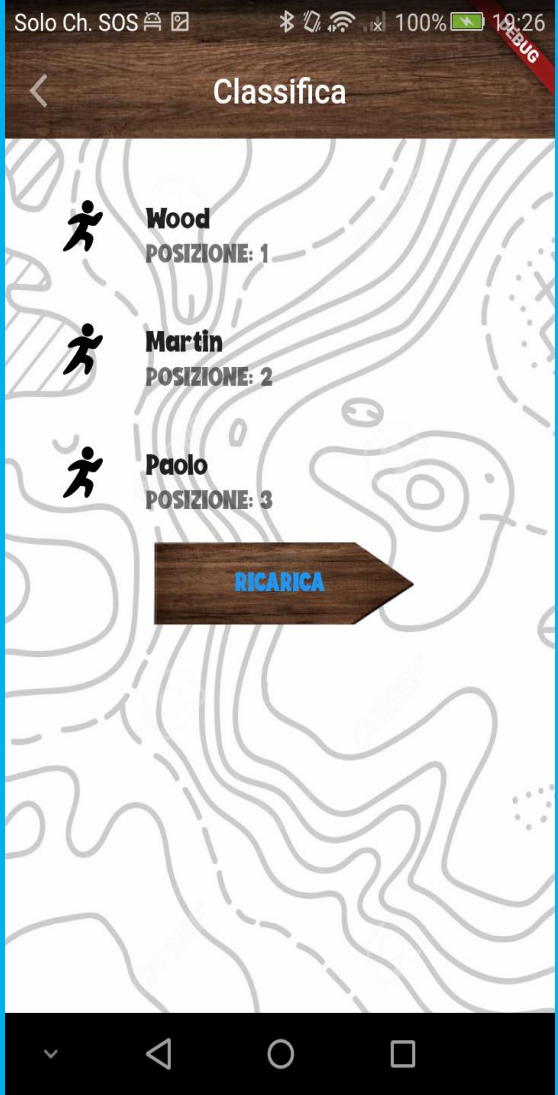 Solo Ch. SOS 100% 19:26
DEBUG
Classifica
Wood
POSIZIONE: 1
Martin
POSIZIONE: 2
Paolo
POSIZIONE: 3
RICARICA